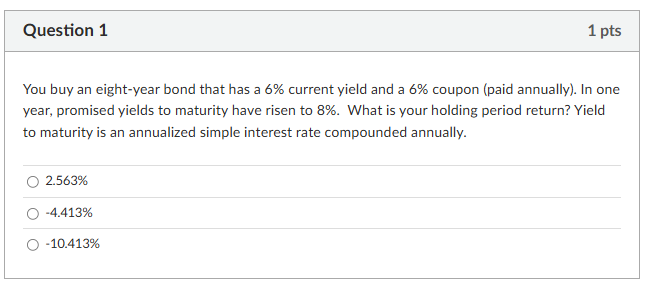 Question 1
1 pts
You buy an eight-year bond that has a 6% current yield and a 6% coupon (paid annually). In one
year, promised yields to maturity have risen to 8%.  What is your holding period return? Yield
to maturity is an annualized simple interest rate compounded annually.
2.563%
-4.413%
-10.413%